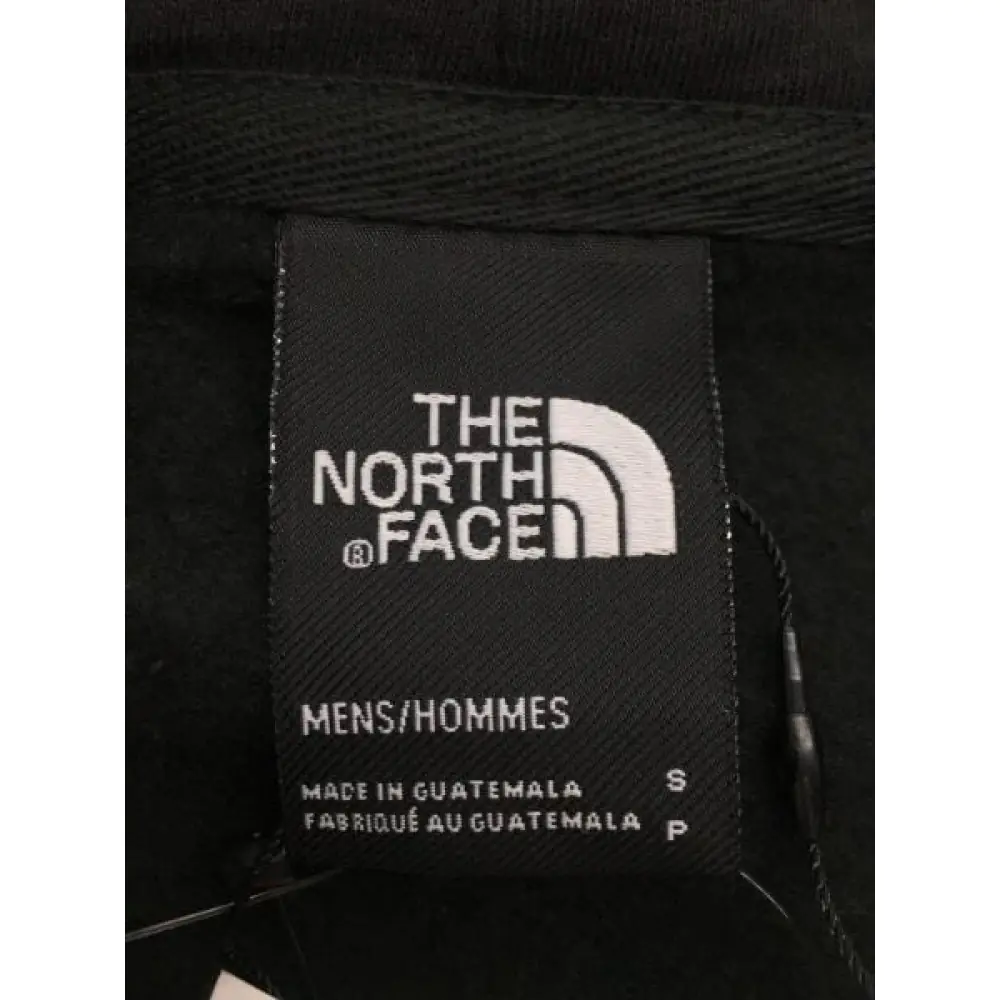 THE
NORTH
®FACE
MENS/HOMMES
MADE IN GUATEMALA S
FABRIQUÉ AU GUATEMALA P